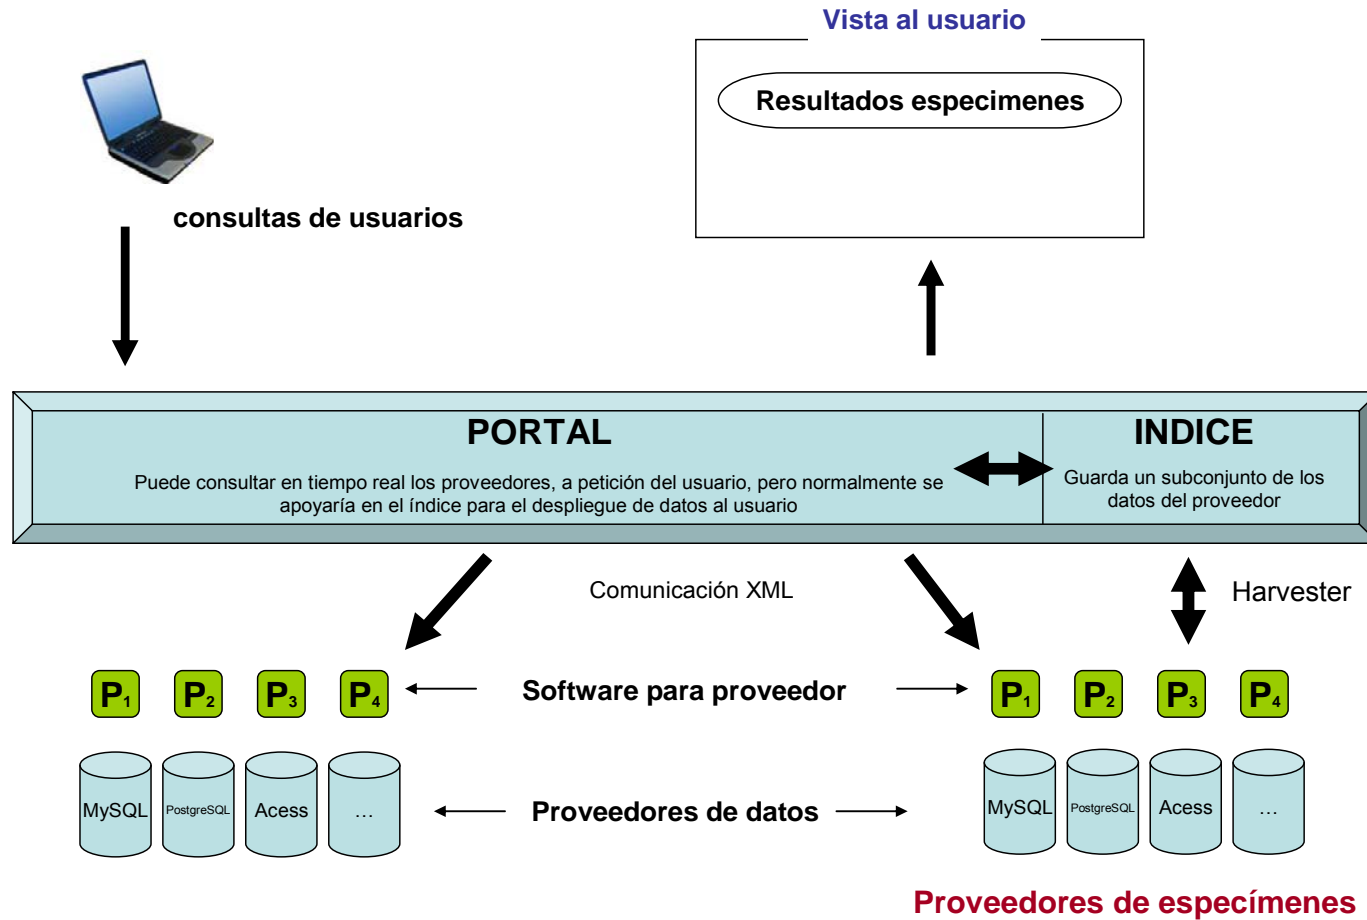 Vista al usuario
Resultados especimenes
consultas de usuarios
PORTAL
Puede consultar en tiempo real los proveedores, a petición del usuario, pero normalmente se
apoyaría en el índice para el despliegue de datos al usuario
INDICE
Guarda un subconjunto de los
datos del proveedor
Comunicación XML
Harvester
P1 P2 P3 P4
Software para proveedor
P1 P2 P3 P4
MySQL PostgreSQL Acess ...
Proveedores de datos
MySQL PostgreSQL Acess ...
Proveedores de especímenes